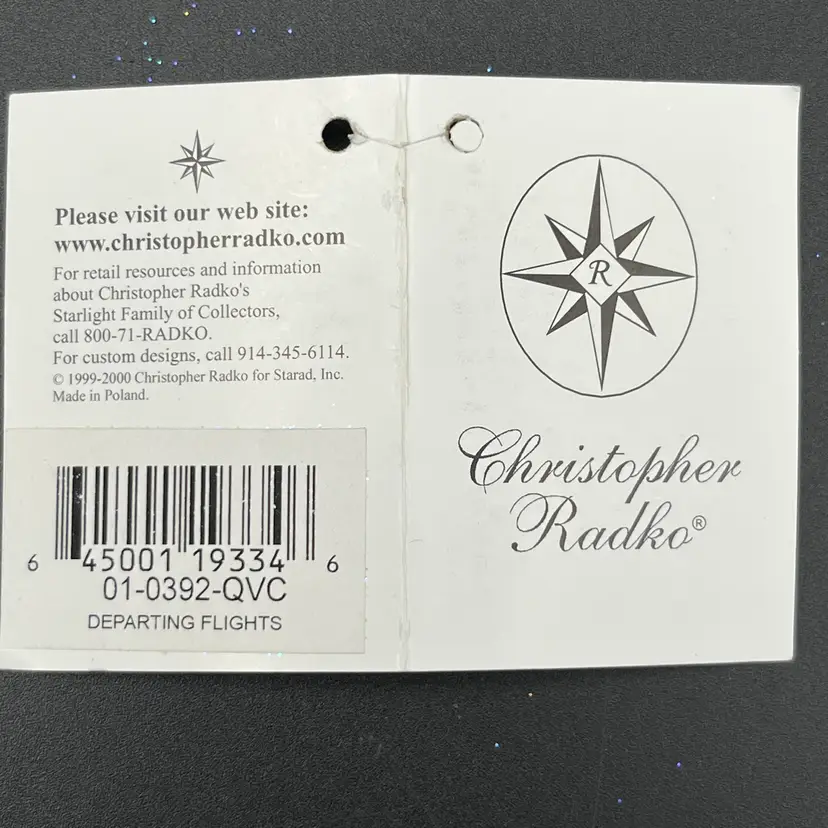 Please visit our web site:
www.christopherradko.com
For retail resources and information
about Christopher Radko's
Starlight Family of Collectors,
call 800-71-RADKO.
For custom designs, call 914-345-6114.
© 1999-2000 Christopher Radko for Starad, Inc.
Made in Poland.
6 45001 19334 6
01-0392-QVC
DEPARTING FLIGHTS
R
Christopher
Radko®